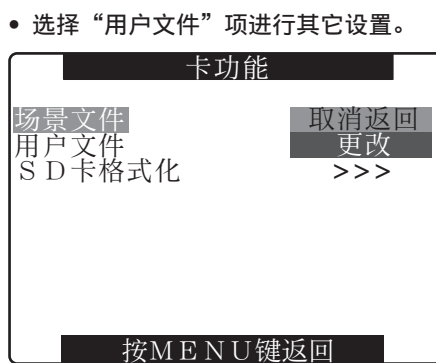 • 选择“用户文件”项进行其它设置。
卡功能
场景文件 取消返回
用户文件 更改
ＳＤ卡格式化 >>>
按ＭＥＮＵ键返回